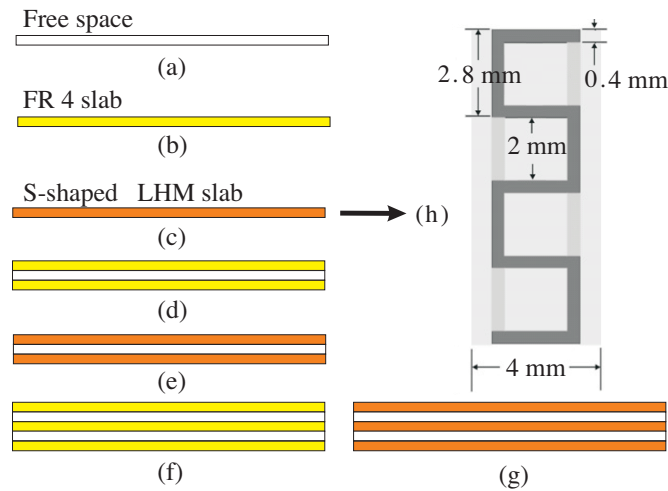 Free space
(a)
FR 4 slab
(b)
S-shaped LHM slab
(c)
(h)
(d)
(e)
(f)
(g)
2.8 mm
0.4 mm
2 mm
4 mm